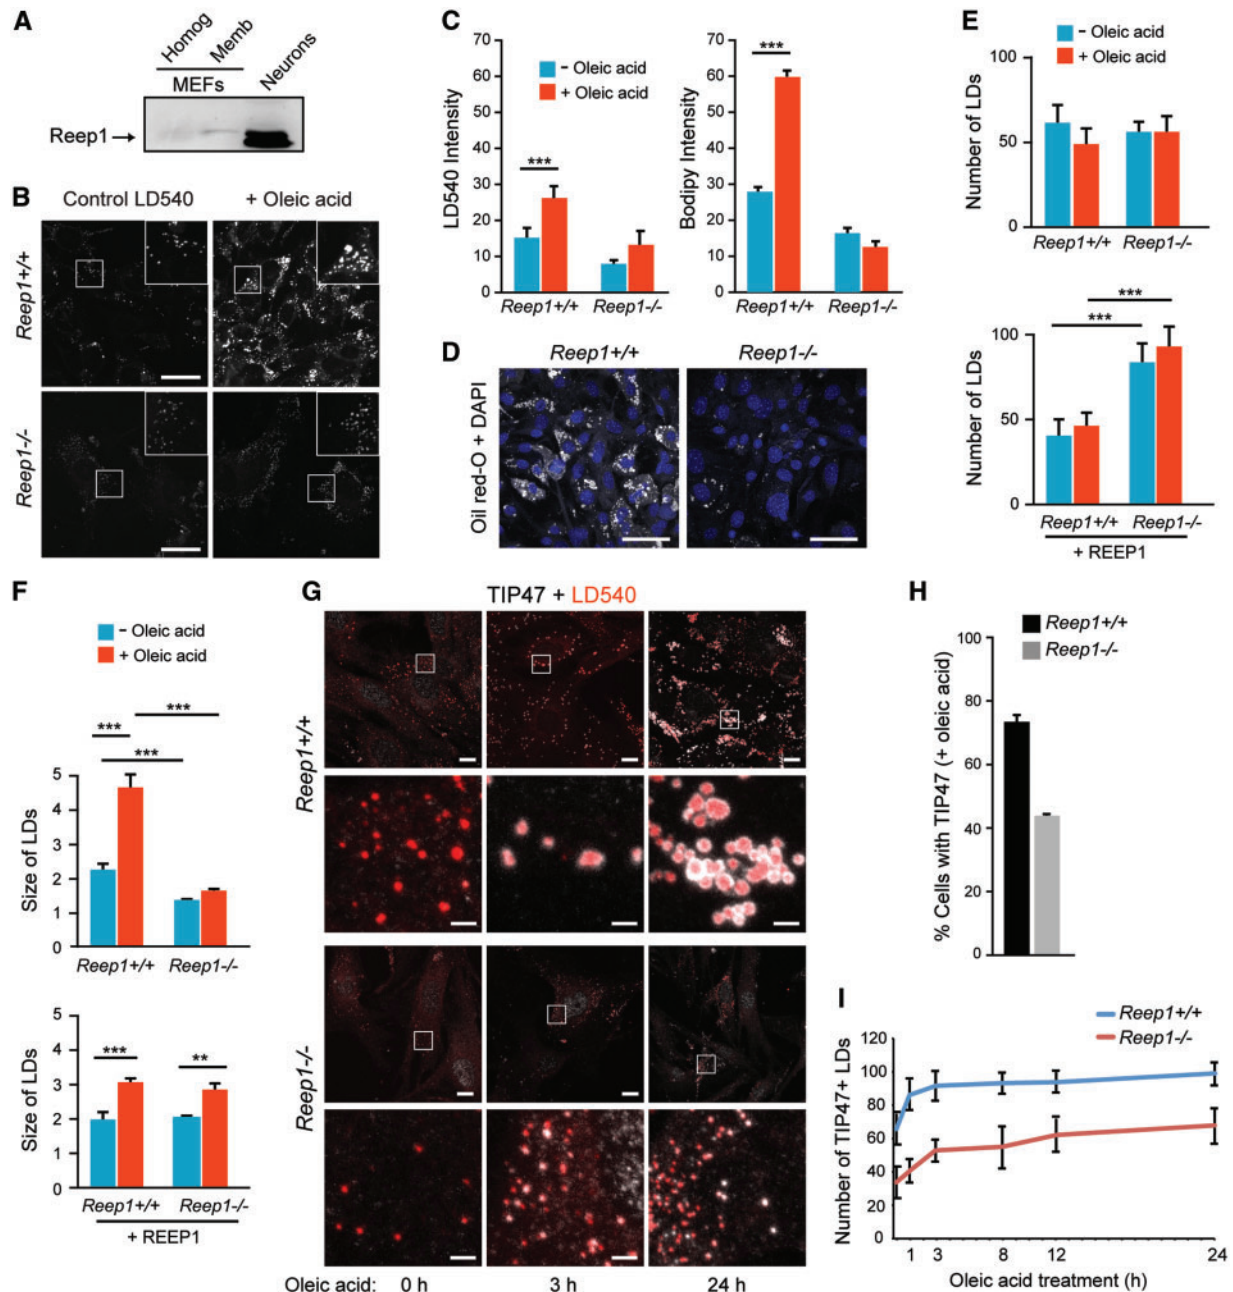 A
Homog
Memb
Neurons
MEFs
Reep1
B
Control LD540
+ Oleic acid
Reep1+/+
Reep1-/-
C
70
60
50
40
30
20
10
0
LD540 Intensity
- Oleic acid
+ Oleic acid
***
Reep1+/+
Reep1-/-
70
60
50
40
30
20
10
0
Bodipy Intensity
***
Reep1+/+
Reep1-/-
D
Reep1+/+
Reep1-/-
Oil red-O + DAPI
E
- Oleic acid
+ Oleic acid
100
50
0
Number of LDs
Reep1+/+
Reep1-/-
***
***
100
50
0
Number of LDs
Reep1+/+
Reep1-/-
+ REEP1
F
- Oleic acid
+ Oleic acid
***
***
***
5
4
3
2
1
0
Size of LDs
Reep1+/+
Reep1-/-
5
4
3
2
1
0
Size of LDs
***
**
Reep1+/+
Reep1-/-
+ REEP1
G
TIP47 + LD540
Reep1+/+
Reep1-/-
Oleic acid: 0 h 3 h 24 h
H
Reep1+/+
Reep1-/-
100
80
60
40
20
0
% Cells with TIP47 (+ oleic acid)
I
Reep1+/+
Reep1-/-
120
100
80
60
40
20
0
Number of TIP47+ LDs
1 3 8 12 24
Oleic acid treatment (h)